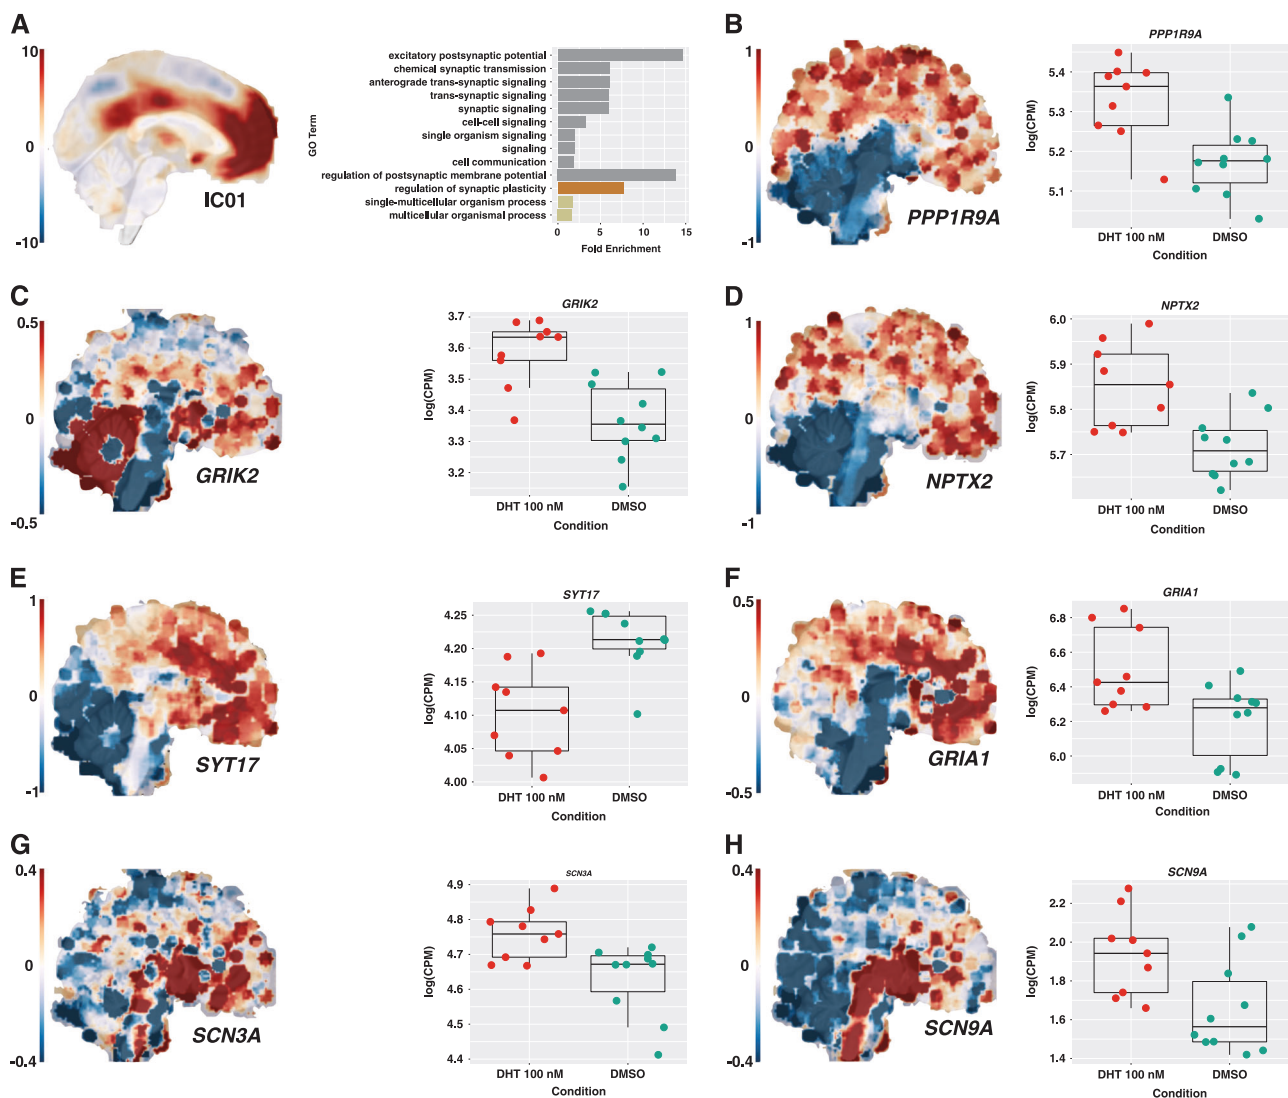 A
10
0
-10
IC01
GO Term
excitatory postsynaptic potential
chemical synaptic transmission
anterograde trans-synaptic signaling
trans-synaptic signaling
synaptic signaling
cell-cell signaling
single organism signaling
signaling
cell communication
regulation of postsynaptic membrane potential
regulation of synaptic plasticity
single-multicellular organism process
multicellular organismal process
0 5 10 15
Fold Enrichment
B
1
0
-1
PPP1R9A
PPP1R9A
log(CPM)
5.4
5.3
5.2
5.1
DHT 100 nM DMSO
Condition
C
0.5
0
-0.5
GRIK2
GRIK2
log(CPM)
3.7
3.6
3.5
3.4
3.3
3.2
DHT 100 nM DMSO
Condition
D
1
0
-1
NPTX2
NPTX2
log(CPM)
6.0
5.9
5.8
5.7
DHT 100 nM DMSO
Condition
E
1
0
-1
SYT17
SYT17
log(CPM)
4.25
4.20
4.15
4.10
4.05
4.00
DHT 100 nM DMSO
Condition
F
0.5
0
-0.5
GRIA1
GRIA1
log(CPM)
6.8
6.6
6.4
6.2
6.0
DHT 100 nM DMSO
Condition
G
0.4
0
-0.4
SCN3A
SCN3A
log(CPM)
4.9
4.8
4.7
4.6
4.5
4.4
DHT 100 nM DMSO
Condition
H
0.4
0
-0.4
SCN9A
SCN9A
log(CPM)
2.2
2.0
1.8
1.6
1.4
DHT 100 nM DMSO
Condition